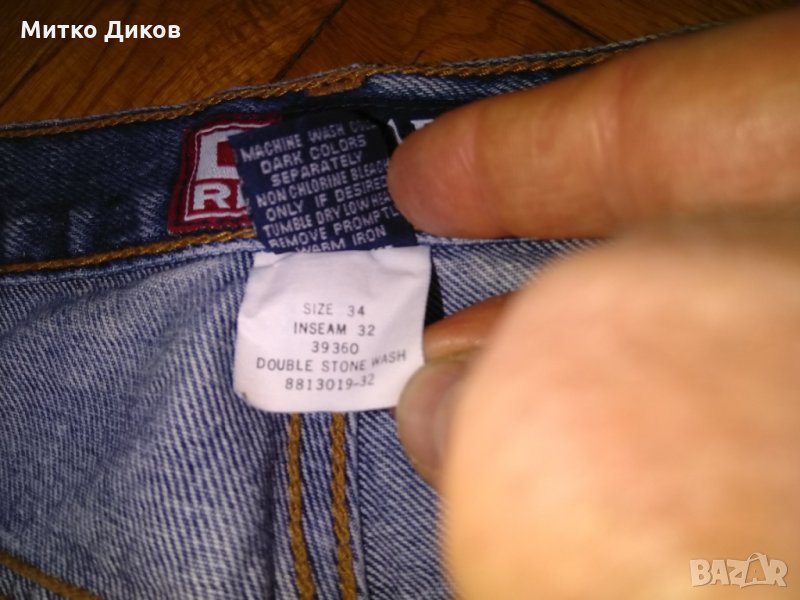 Митко Диков
MACHINE WASH
DARK COLORS
SEPARATELY
NON CHLORINE BLEACH
ONLY IF DESIRED
TUMBLE DRY LOW
REMOVE PROMPTLY
WARM IRON
SIZE 34
INSEAM 32
39360
DOUBLE STONE WASH
8813019-32
BAZAR